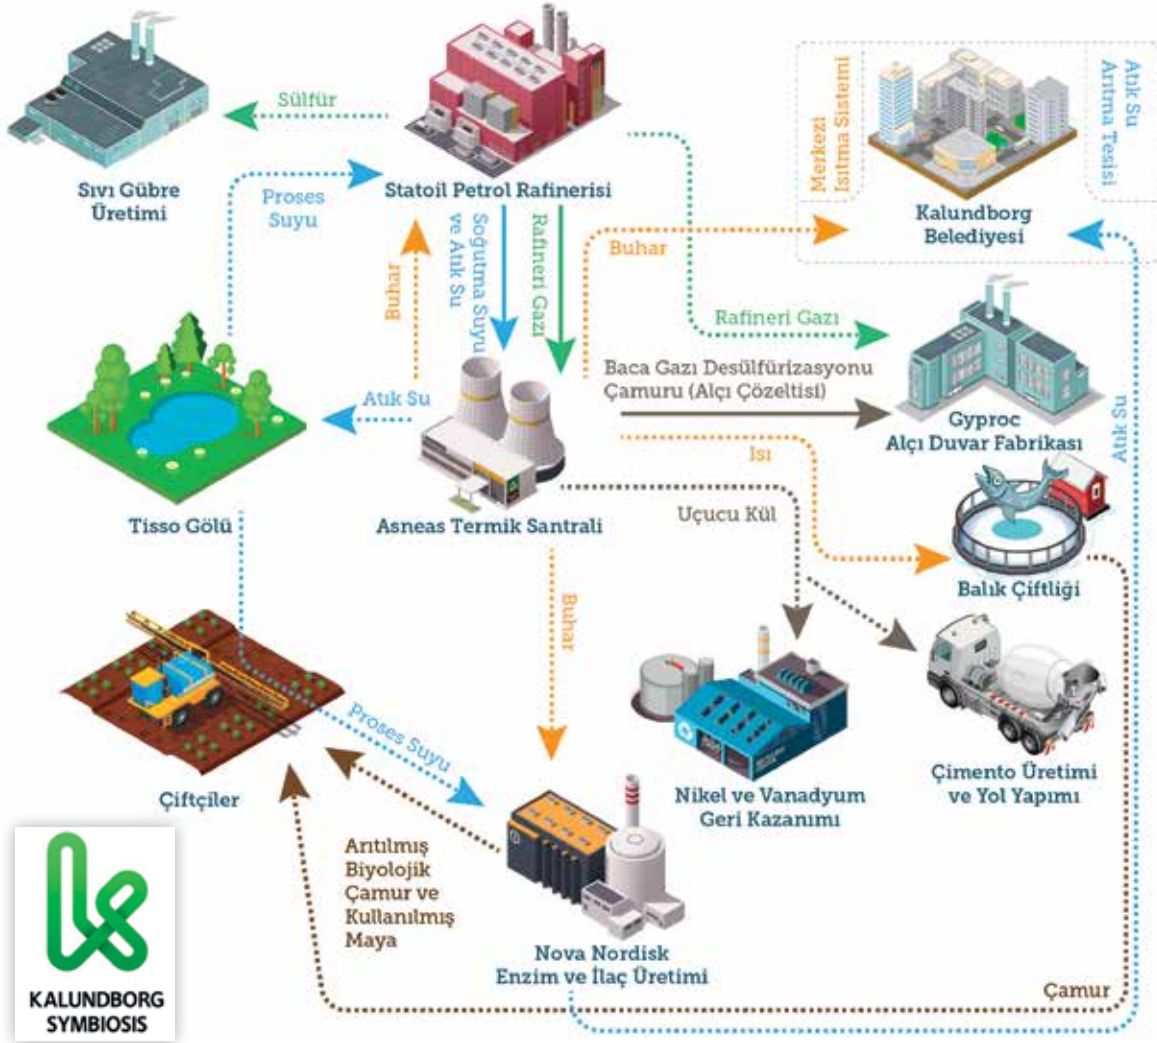 Sülfür
Sıvı Gübre
Üretimi
Statoil Petrol Rafinerisi
Merkezi
Isıtma Sistemi
Atık Su
Arıtma Tesisi
Kalundborg
Belediyesi
Proses
Suyu
Buhar
Soğutma Suyu
ve Atık Su
Rafineri Gazı
Buhar
Rafineri Gazı
Baca Gazı Desülfürizasyonu
Çamuru (Alçı Çözeltisi)
Gyproc
Alçı Duvar Fabrikası
Atık Su
Atık Su
Isı
Tisso Gölü
Asneas Termik Santrali
Uçucu Kül
Balık Çiftliği
Buhar
Proses Suyu
Çiftçiler
Nikel ve Vanadyum
Geri Kazanımı
Çimento Üretimi
ve Yol Yapımı
Arıtılmış
Biyolojik
Çamur ve
Kullanılmış
Maya
Nova Nordisk
Enzim ve İlaç Üretimi
Çamur
KALUNDBORG
SYMBIOSIS